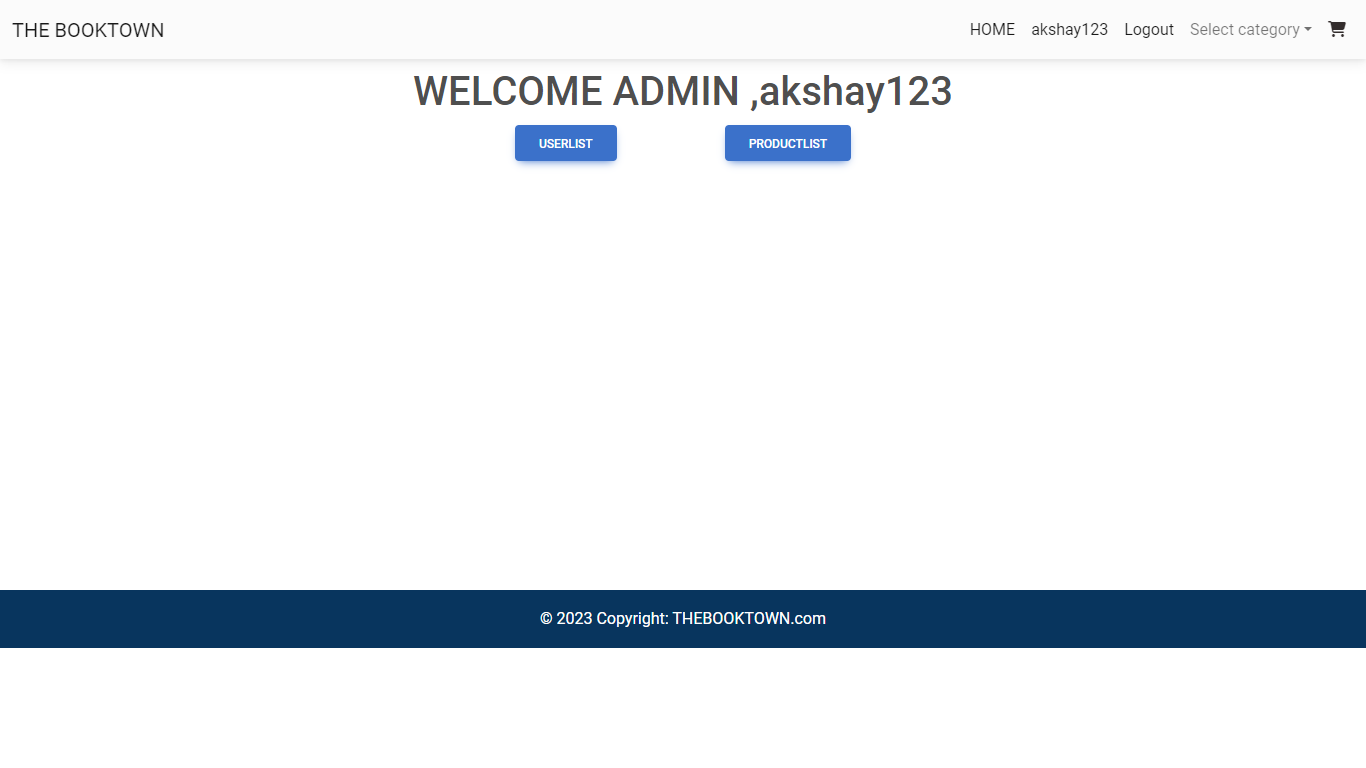 THE BOOKTOWN HOME akshay123 Logout Select category
WELCOME ADMIN ,akshay123
USERLIST PRODUCTLIST
© 2023 Copyright: THEBOOKTOWN.com